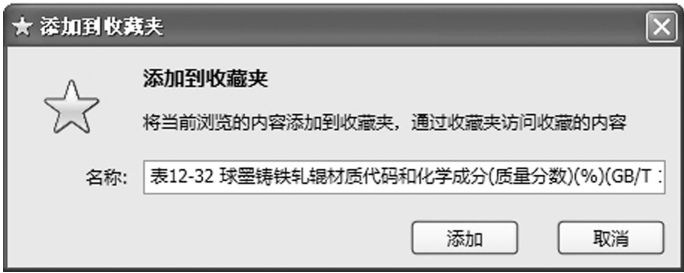 添加到收藏夹
添加到收藏夹
将当前浏览的内容添加到收藏夹，通过收藏夹访问收藏的内容
名称: 表12-32 球墨铸铁轧辊材质代码和化学成分(质量分数)(%)(GB/T
添加 取消